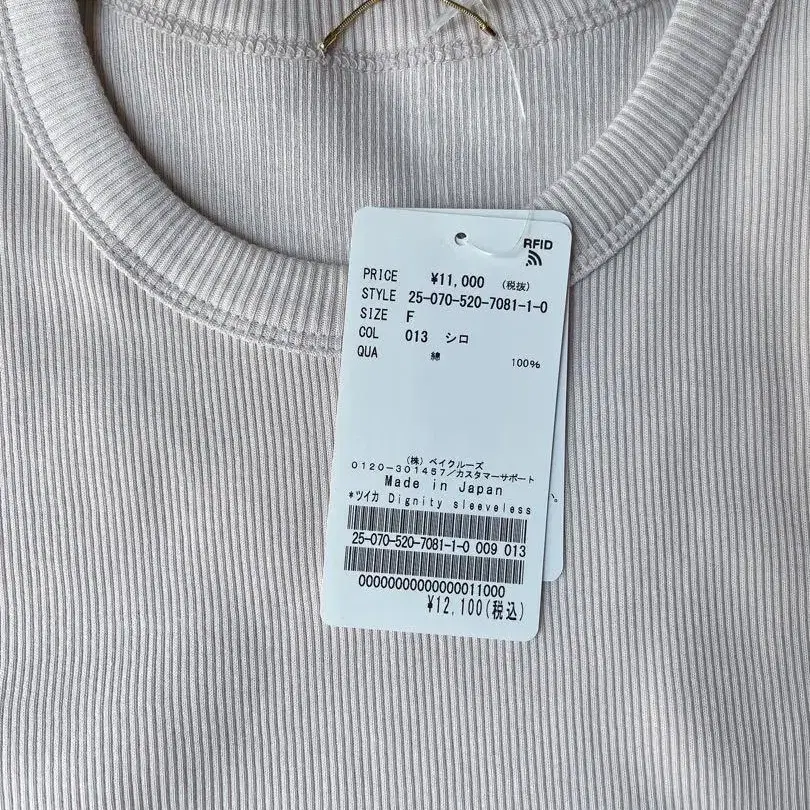 RFID
PRICE ¥11,000 (税抜)
STYLE 25-070-520-7081-1-0
SIZE F
COL 013 シロ
QUA 綿 100%
(株) ベイクルーズ
0120-301457/カスタマーサポート
Made in Japan
*ツイカ Dignity sleeveless
25-070-520-7081-1-0 009 013
00000000000000011000
¥12,100(税込)